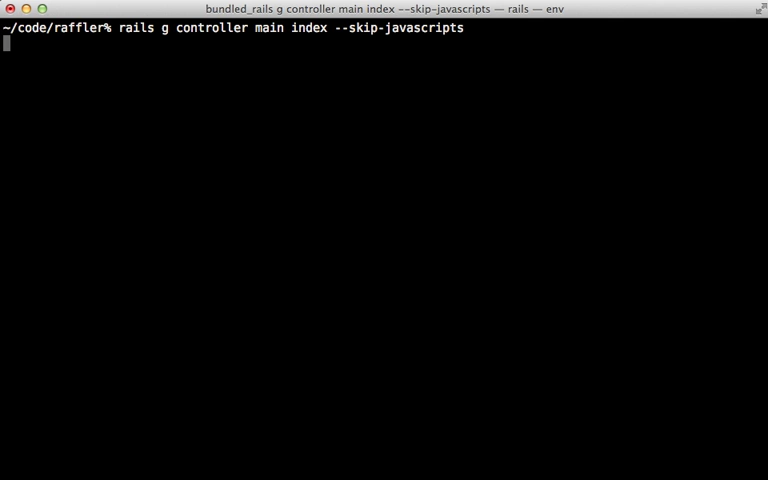 bundled_rails g controller main index --skip-javascripts — rails — env
~/code/raffler% rails g controller main index --skip-javascripts